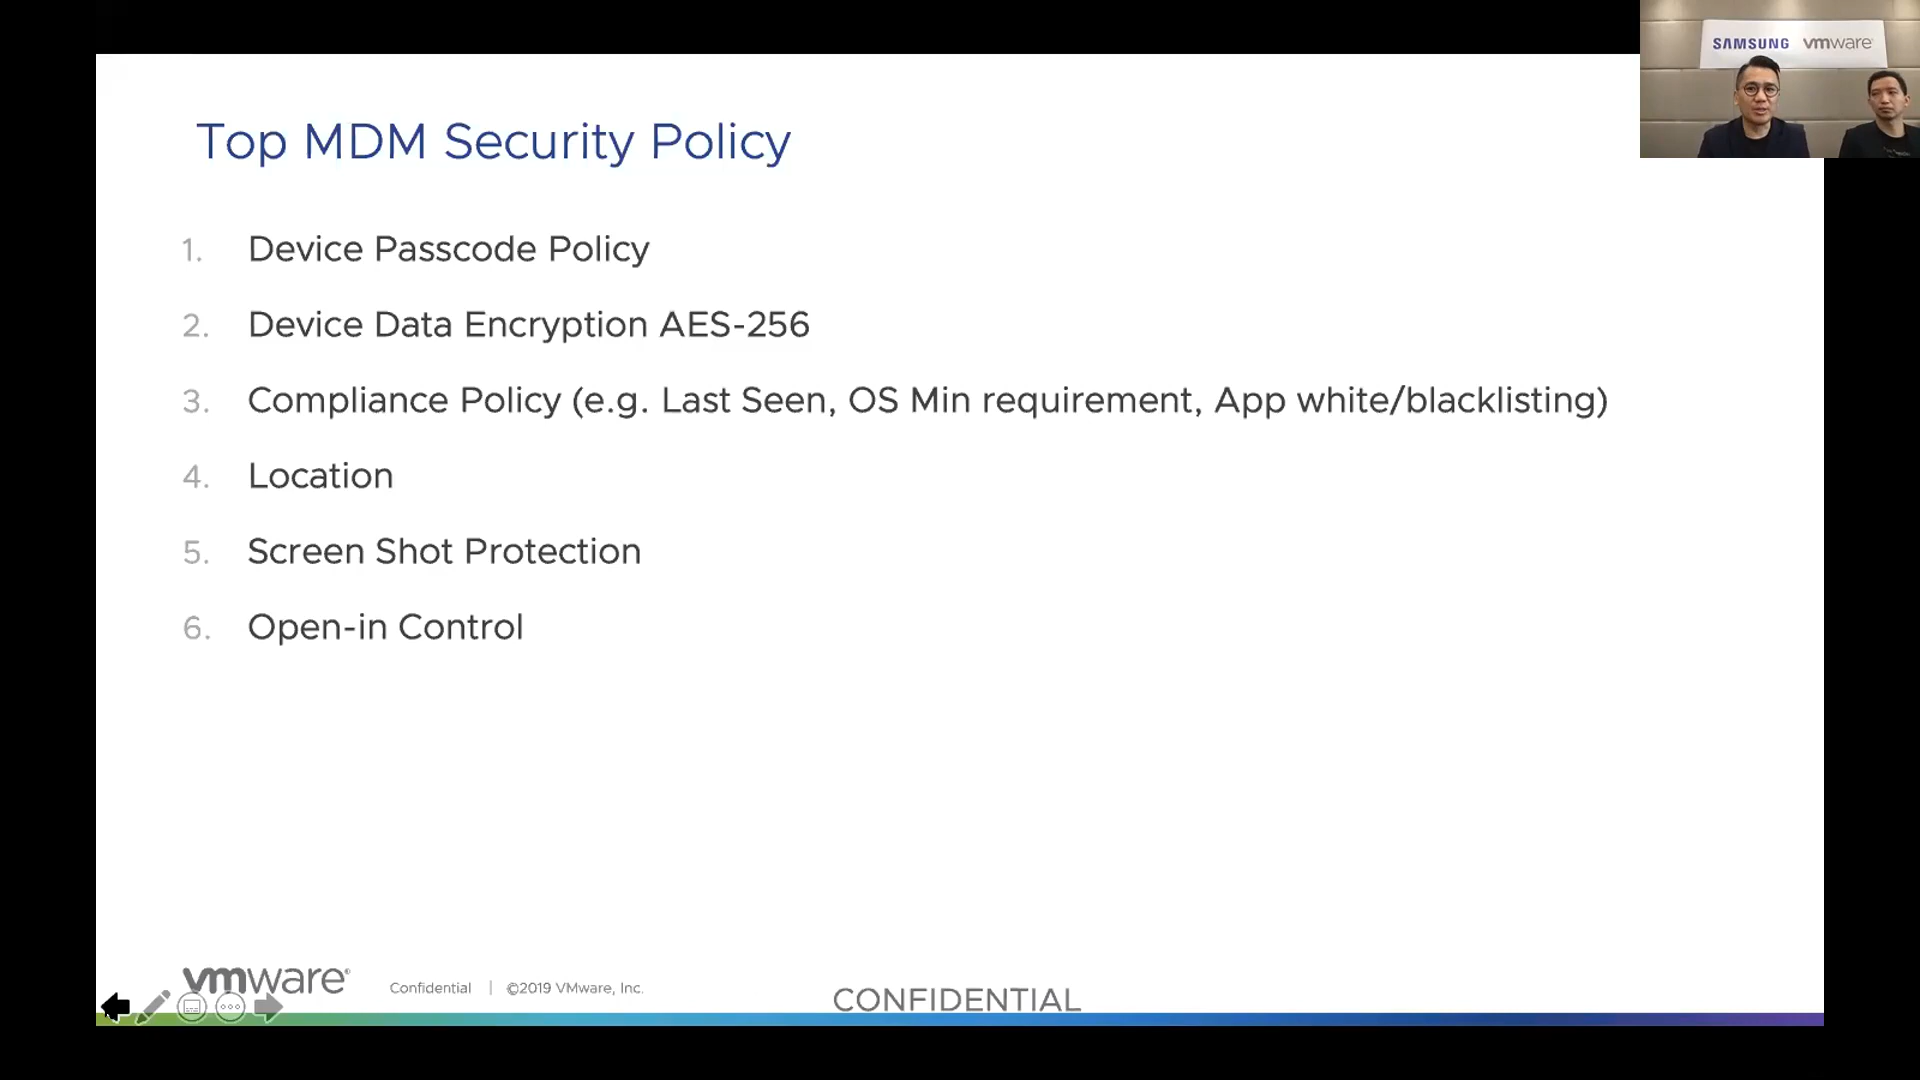 SAMSUNG vmware
Top MDM Security Policy
1. Device Passcode Policy
2. Device Data Encryption AES-256
3. Compliance Policy (e.g. Last Seen, OS Min requirement, App white/blacklisting)
4. Location
5. Screen Shot Protection
6. Open-in Control
vmware® Confidential | ©2019 VMware, Inc. CONFIDENTIAL